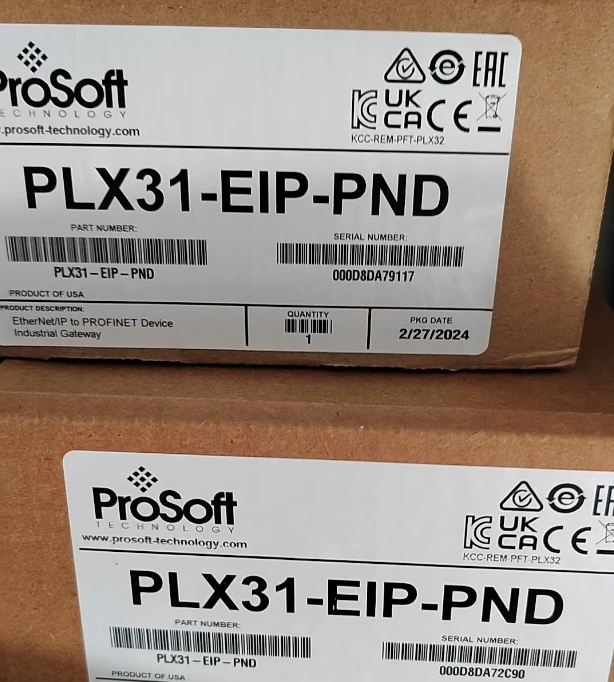 ProSoft
TECHNOLOGY
.prosoft-technology.com
EAC
UK
CA CE
KCC-REM-PFT-PLX32
PLX31-EIP-PND
PART NUMBER:
PLX31-EIP-PND
SERIAL NUMBER:
000D8DA79117
PRODUCT OF USA
PRODUCT DESCRIPTION:
EtherNet/IP to PROFINET Device
Industrial Gateway
QUANTITY
1
PKG DATE
2/27/2024
ProSoft
TECHNOLOGY
www.prosoft-technology.com
UK
CA CE
KCC-REM-PFT-PLX32
PLX31-EIP-PND
PART NUMBER:
PLX31-EIP-PND
SERIAL NUMBER:
000D8DA72C90
PRODUCT OF USA